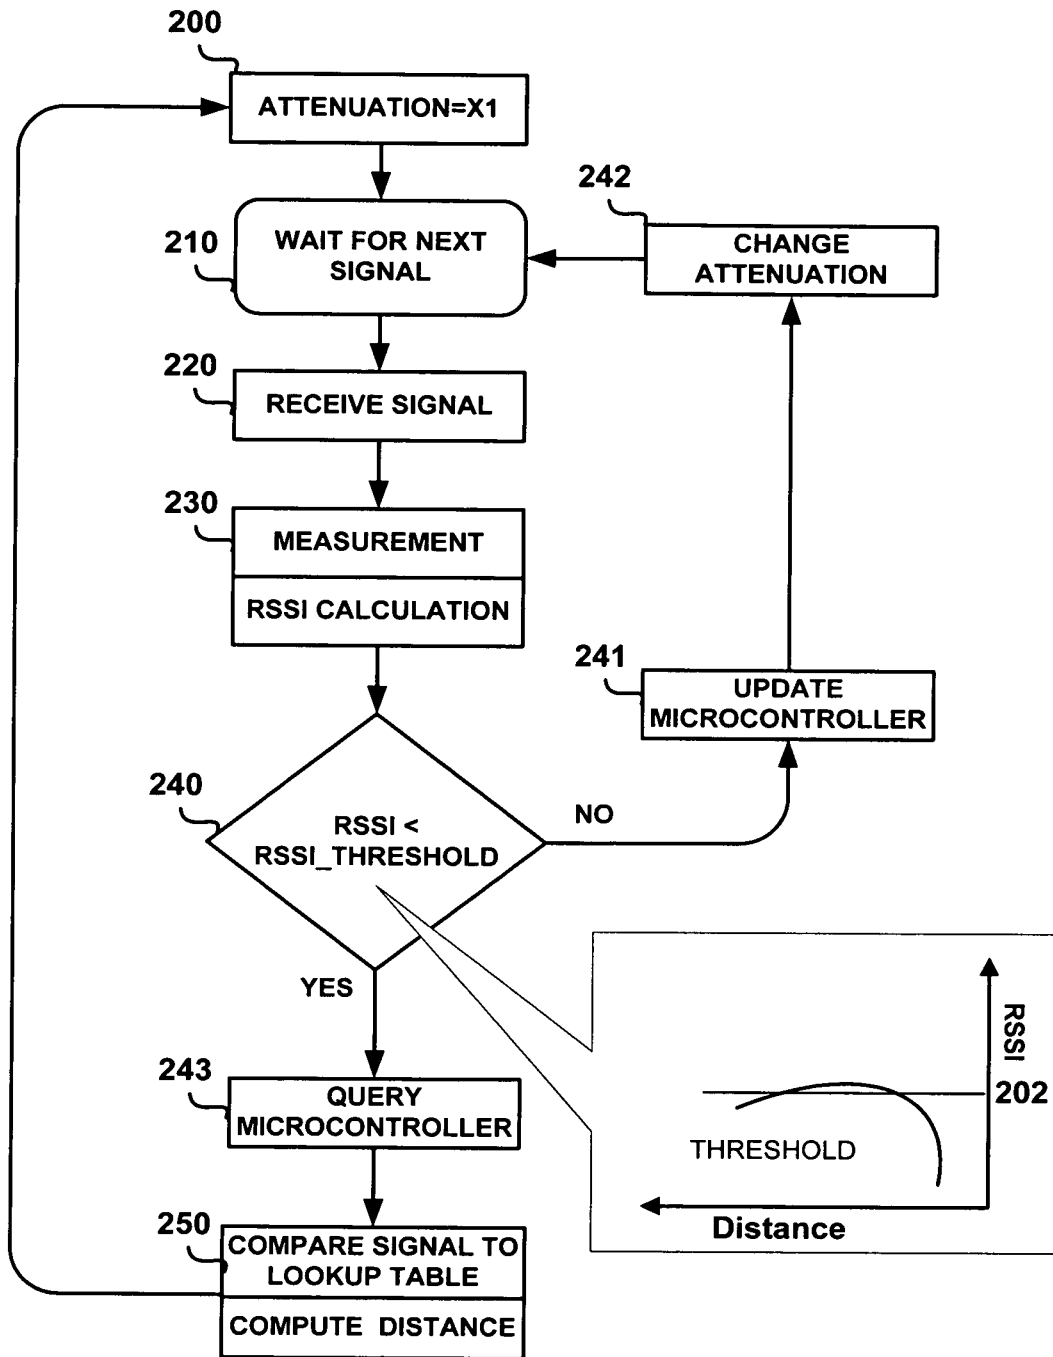 200
ATTENUATION=X1
242
210
WAIT FOR NEXT
SIGNAL
CHANGE
ATTENUATION
220
RECEIVE SIGNAL
230
MEASUREMENT
RSSI CALCULATION
241
UPDATE
MICROCONTROLLER
240
RSSI <
RSSI_THRESHOLD
NO
YES
243
QUERY
MICROCONTROLLER
RSSI
202
THRESHOLD
Distance
250
COMPARE SIGNAL TO
LOOKUP TABLE
COMPUTE DISTANCE